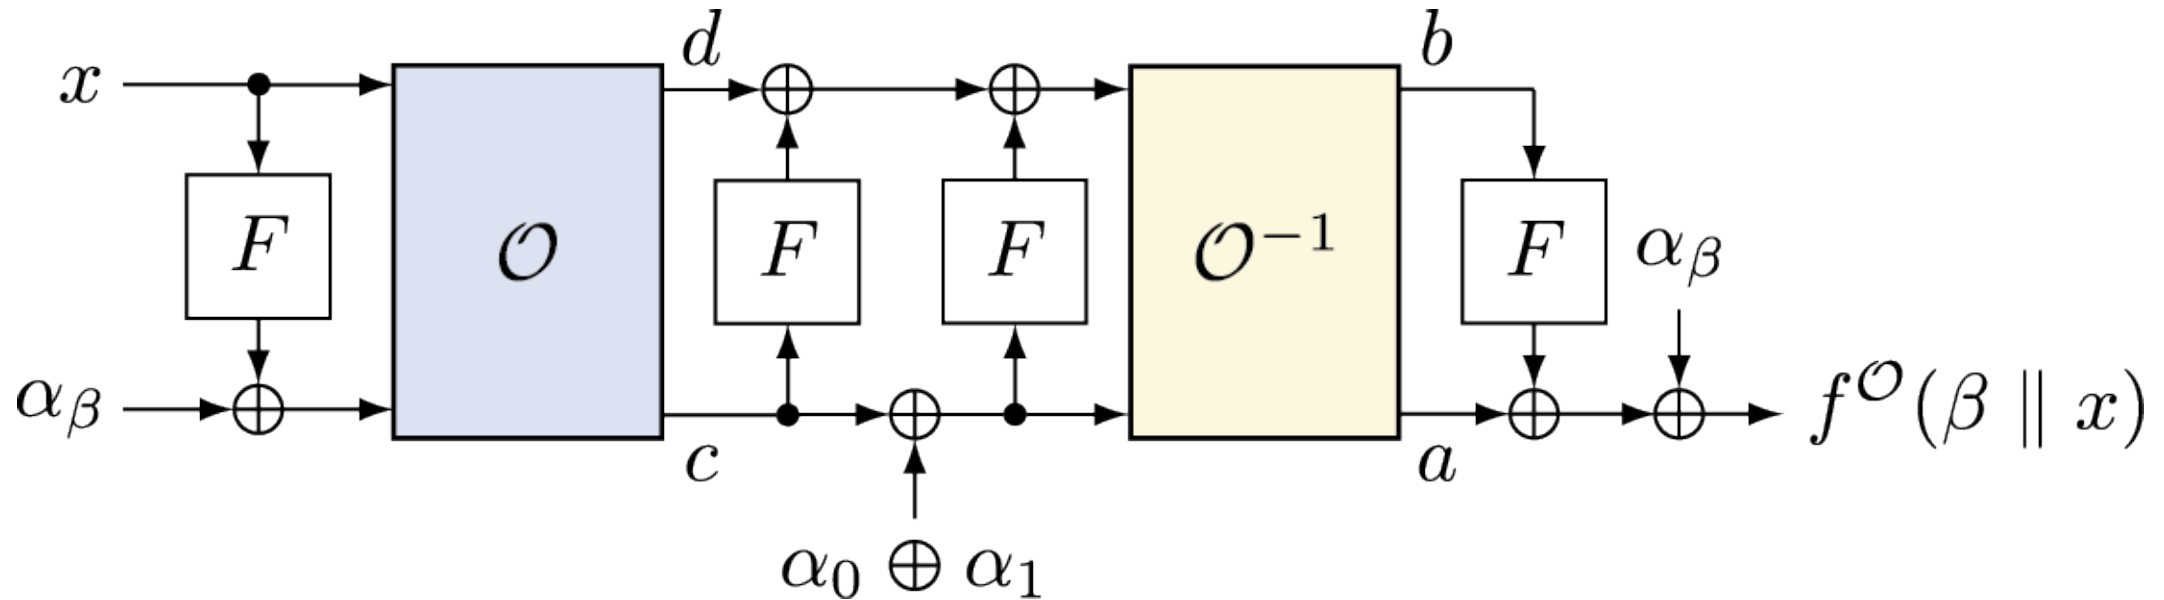 d b
x
F 𝒪 F F 𝒪⁻¹ F α_β
α_β f^𝒪(β ∥ x)
c a
α₀ ⊕ α₁